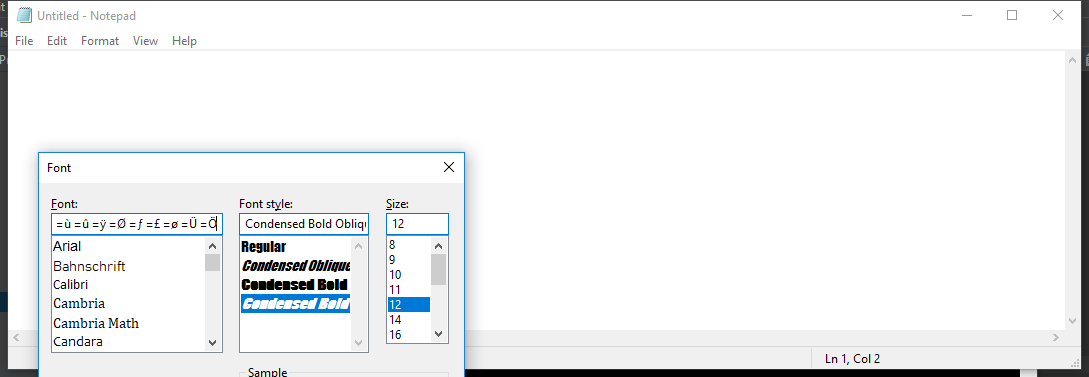 Untitled - Notepad
File Edit Format View Help
Font
Font: Font style: Size:
=ù =û =ÿ =Ø =ƒ =£ =ø =Ü =Ö Condensed Bold Obliqu 12
Arial
Bahnschrift
Calibri
Cambria
Cambria Math
Candara
Regular
Condensed Oblique
Condensed Bold
Condensed Bold
8
9
10
11
12
14
16
Sample
Ln 1, Col 2